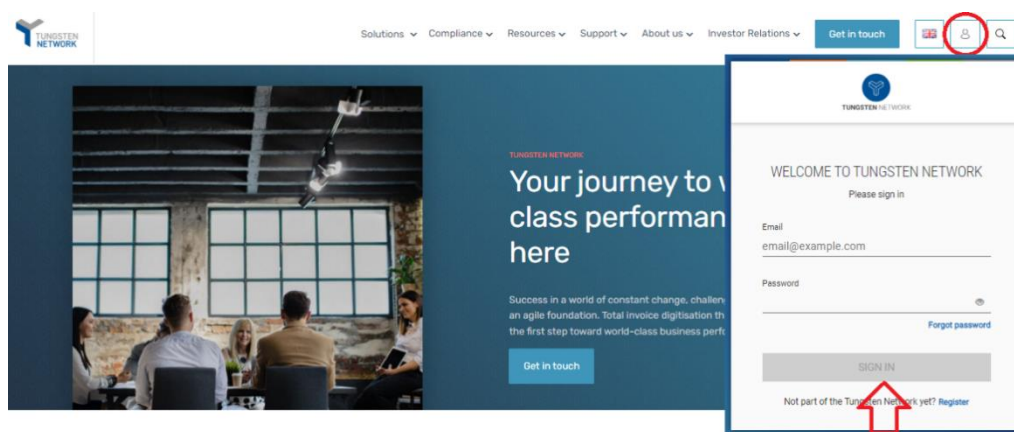 TUNGSTEN
NETWORK
Solutions Compliance Resources Support About us Investor Relations Get in touch
TUNGSTEN NETWORK
Your journey to
class performan
here
Success in a world of constant change, challen
an agile foundation. Total invoice digitisation th
the first step toward world-class business perf
Get in touch
TUNGSTEN NETWORK
WELCOME TO TUNGSTEN NETWORK
Please sign in
Email
email@example.com
Password
Forgot password
SIGN IN
Not part of the Tungsten Network yet? Register